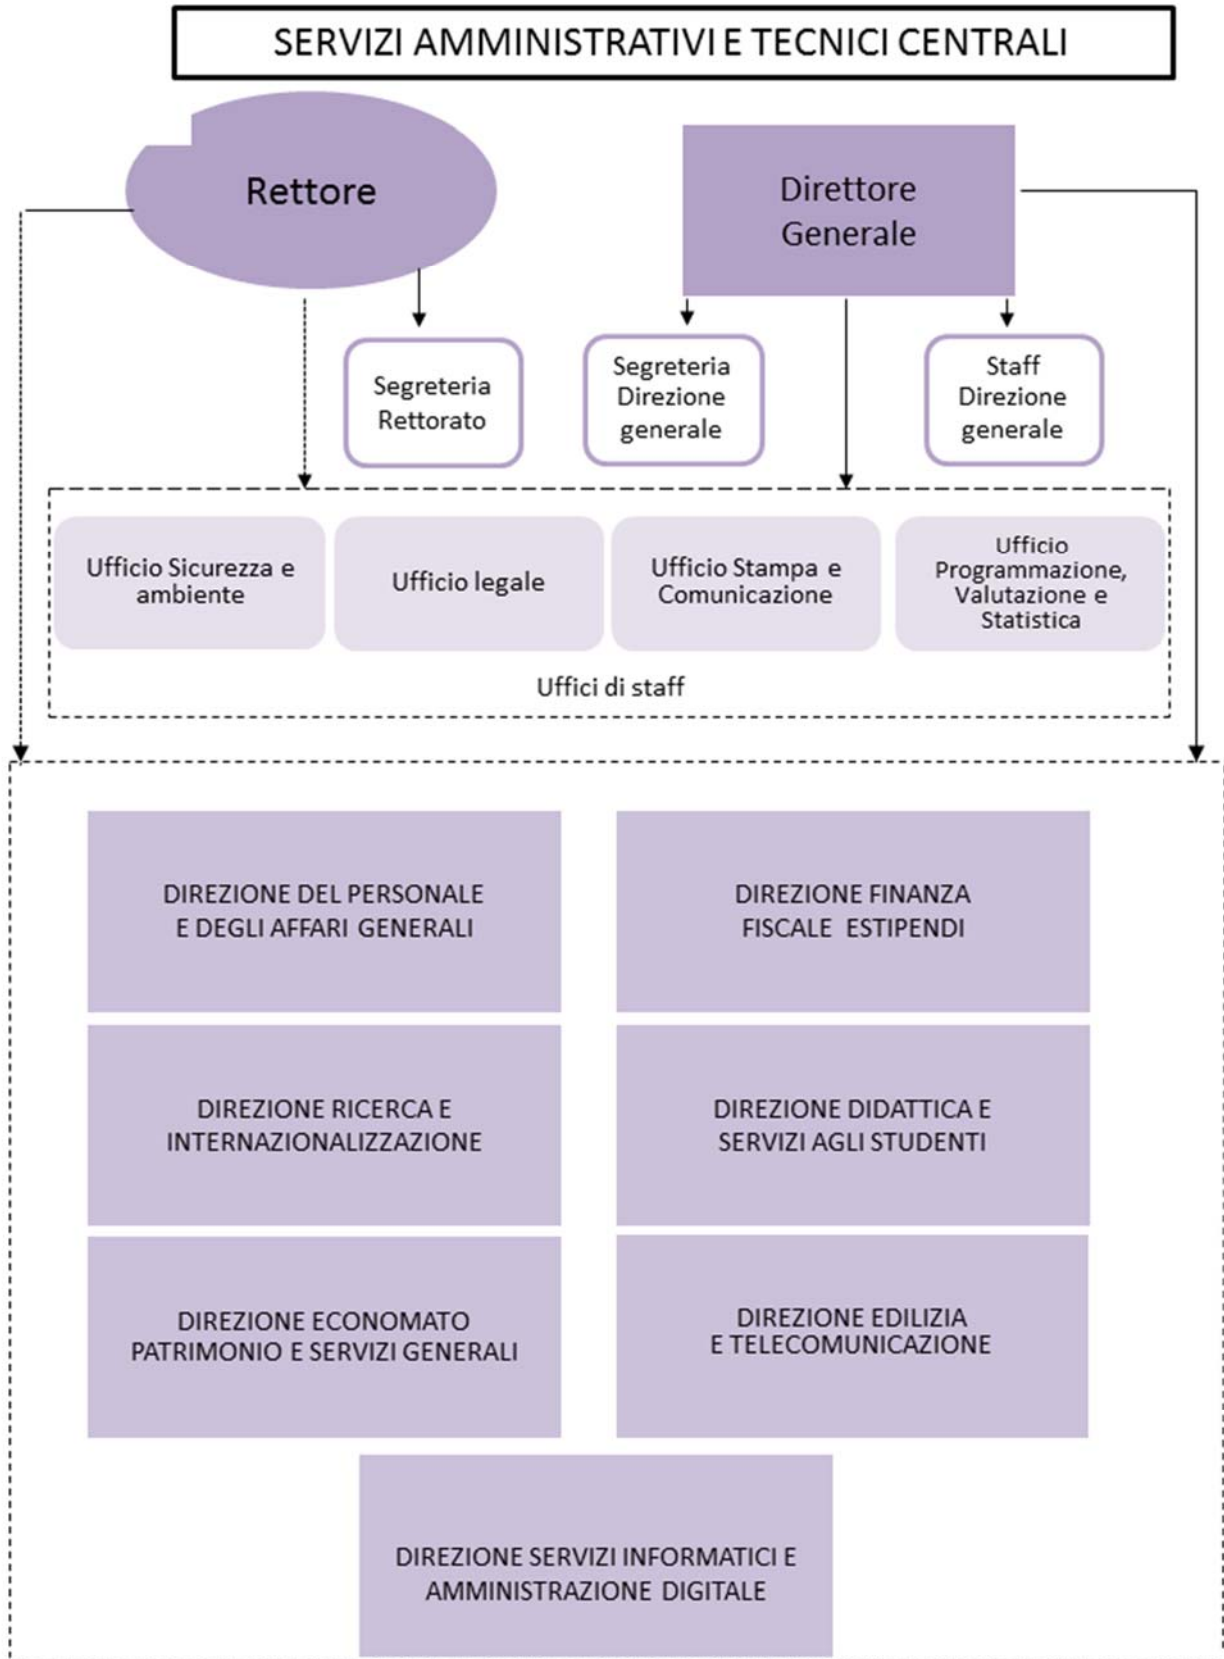 SERVIZI AMMINISTRATIVI E TECNICI CENTRALI
Rettore
Direttore
Generale
Segreteria
Rettorato
Segreteria
Direzione
generale
Staff
Direzione
generale
Ufficio Sicurezza e
ambiente
Ufficio legale
Ufficio Stampa e
Comunicazione
Ufficio
Programmazione,
Valutazione e
Statistica
Uffici di staff
DIREZIONE DEL PERSONALE
E DEGLI AFFARI GENERALI
DIREZIONE FINANZA
FISCALE ESTIPENDI
DIREZIONE RICERCA E
INTERNAZIONALIZZAZIONE
DIREZIONE DIDATTICA E
SERVIZI AGLI STUDENTI
DIREZIONE ECONOMATO
PATRIMONIO E SERVIZI GENERALI
DIREZIONE EDILIZIA
E TELECOMUNICAZIONE
DIREZIONE SERVIZI INFORMATICI E
AMMINISTRAZIONE DIGITALE